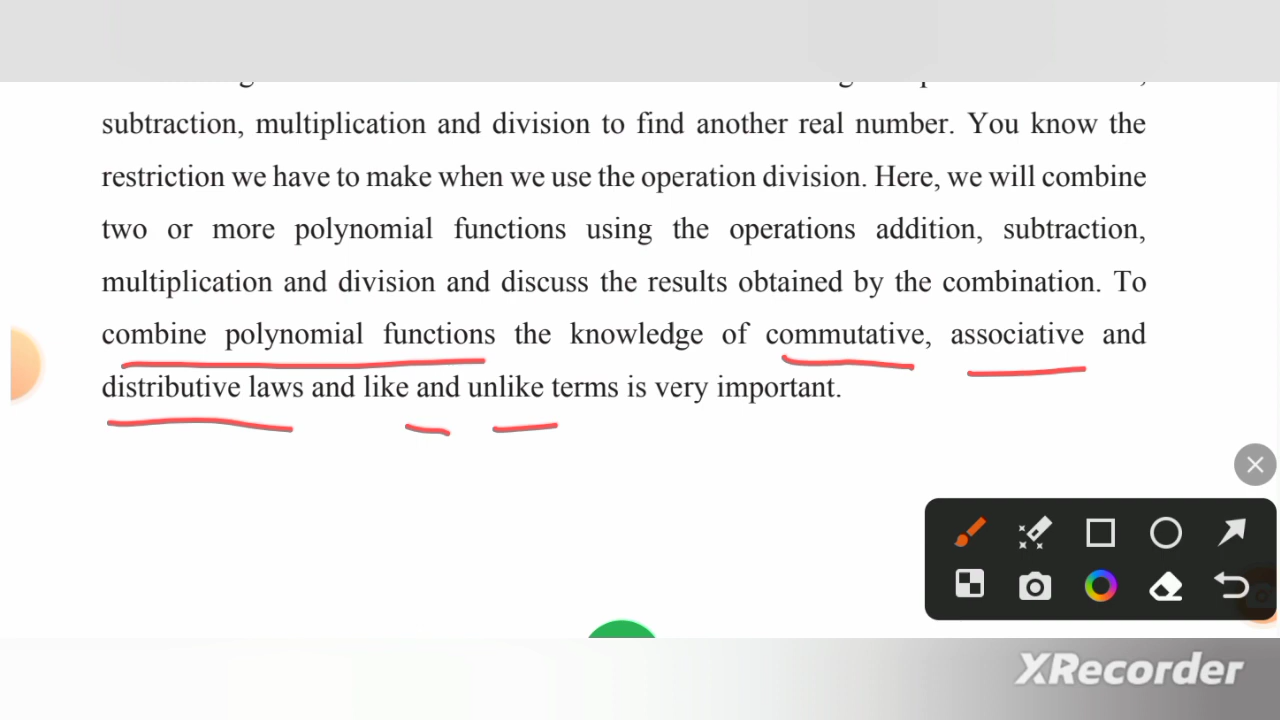 subtraction, multiplication and division to find another real number. You know the
restriction we have to make when we use the operation division. Here, we will combine
two or more polynomial functions using the operations addition, subtraction,
multiplication and division and discuss the results obtained by the combination. To
combine polynomial functions the knowledge of commutative, associative and
distributive laws and like and unlike terms is very important.
XRecorder